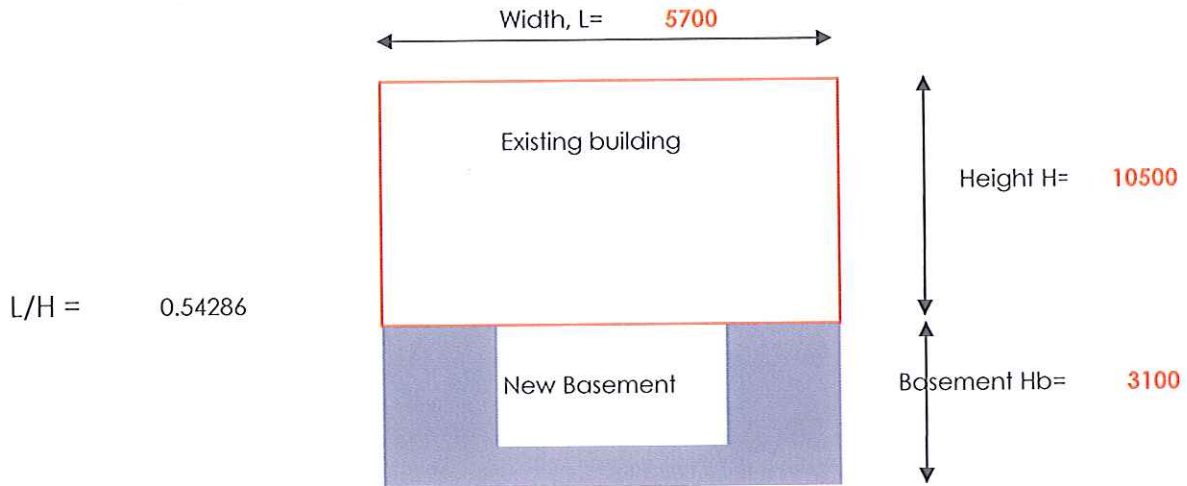 Width, L= 5700
Existing building
Height H= 10500
L/H = 0.54286
New Basement
Basement Hb= 3100